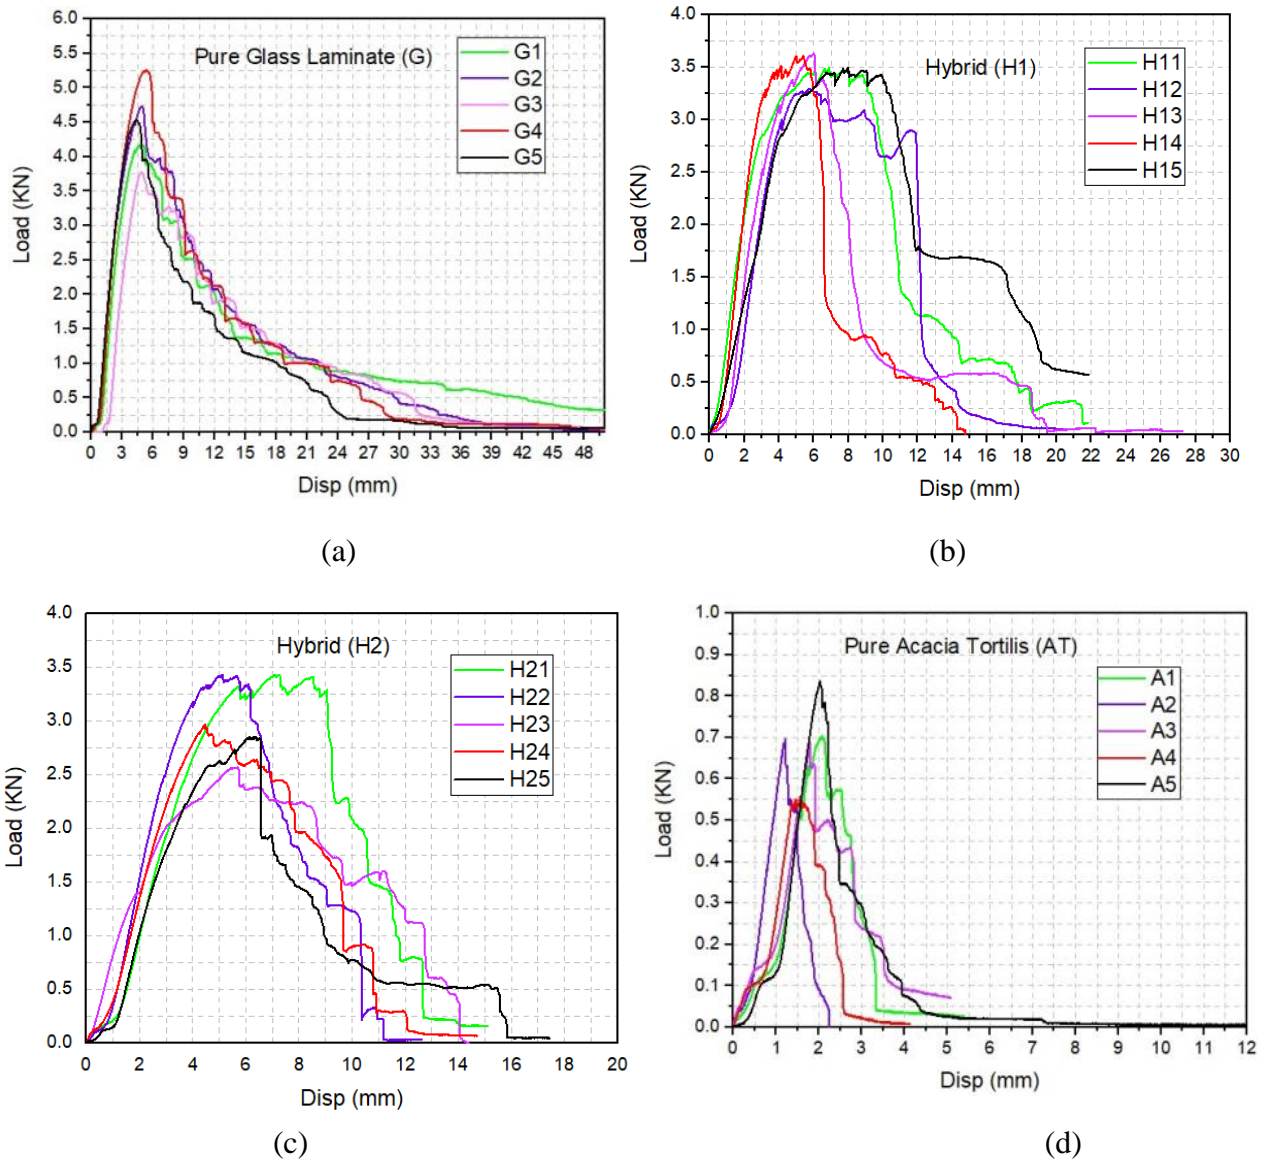 Pure Glass Laminate (G)
G1
G2
G3
G4
G5
6.0
5.5
5.0
4.5
4.0
3.5
3.0
2.5
2.0
1.5
1.0
0.5
0.0
Load (KN)
0 3 6 9 12 15 18 21 24 27 30 33 36 39 42 45 48
Disp (mm)
(a)
Hybrid (H1)
H11
H12
H13
H14
H15
4.0
3.5
3.0
2.5
2.0
1.5
1.0
0.5
0.0
Load (KN)
0 2 4 6 8 10 12 14 16 18 20 22 24 26 28 30
Disp (mm)
(b)
Hybrid (H2)
H21
H22
H23
H24
H25
4.0
3.5
3.0
2.5
2.0
1.5
1.0
0.5
0.0
Load (KN)
0 2 4 6 8 10 12 14 16 18 20
Disp (mm)
(c)
Pure Acacia Tortilis (AT)
A1
A2
A3
A4
A5
1.0
0.9
0.8
0.7
0.6
0.5
0.4
0.3
0.2
0.1
0.0
Load (KN)
0 1 2 3 4 5 6 7 8 9 10 11 12
Disp (mm)
(d)